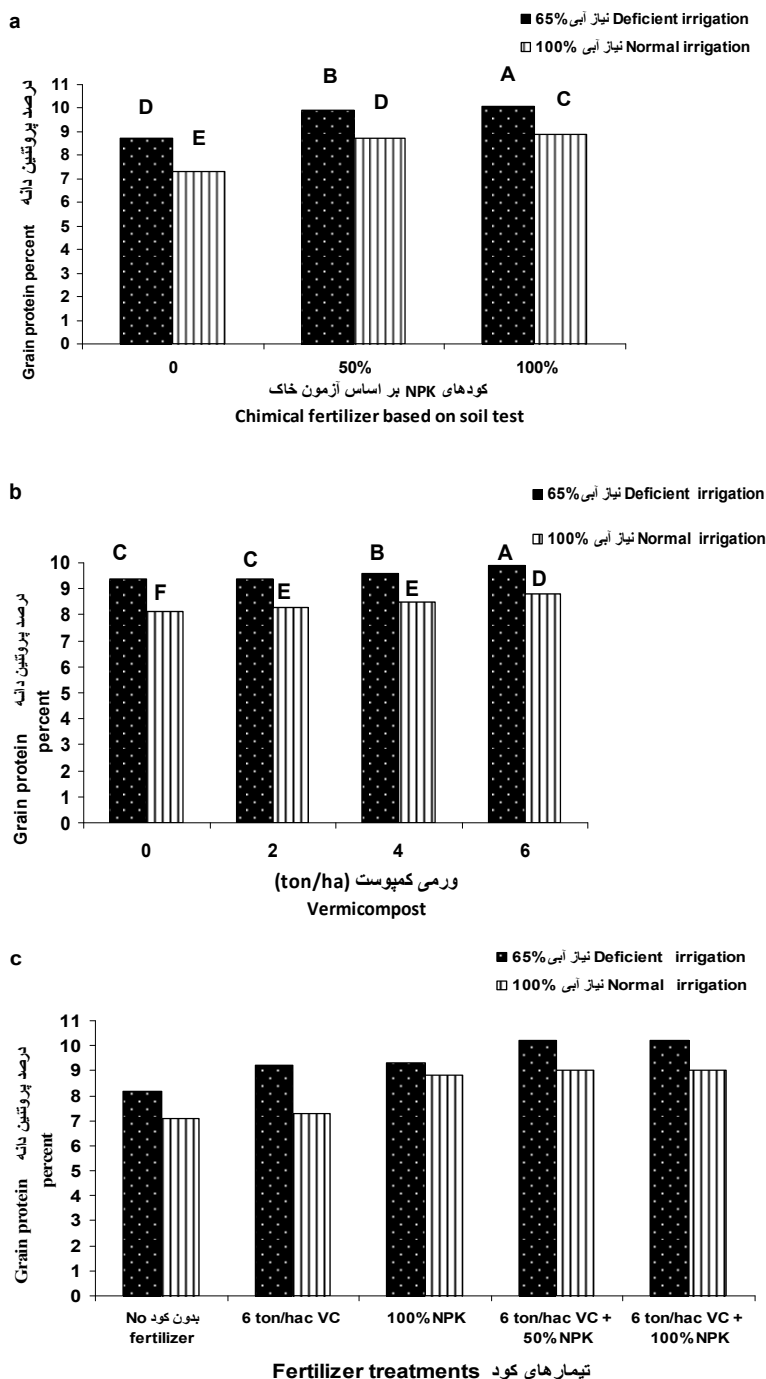 a
65% نیاز آبی Deficient irrigation
100% نیاز آبی Normal irrigation
درصد پروتئین دانه
Grain protein percent
11
10
9
8
7
6
5
4
3
2
1
0
D
E
B
D
A
C
0
50%
100%
کودهای NPK بر اساس آزمون خاک
Chimical fertilizer based on soil test
b
65% نیاز آبی Deficient irrigation
100% نیاز آبی Normal irrigation
درصد پروتئین دانه
Grain protein
percent
10
9
8
7
6
5
4
3
2
1
0
C
F
C
E
B
E
A
D
0
2
4
6
ورمی کمپوست (ton/ha)
Vermicompost
c
65% نیاز آبی Deficient irrigation
100% نیاز آبی Normal irrigation
درصد پروتئین دانه
Grain protein
percent
11
10
9
8
7
6
5
4
3
2
1
0
No بدون کود
fertilizer
6 ton/hac VC
100% NPK
6 ton/hac VC +
50% NPK
6 ton/hac VC +
100% NPK
Fertilizer treatments تیمارهای کود